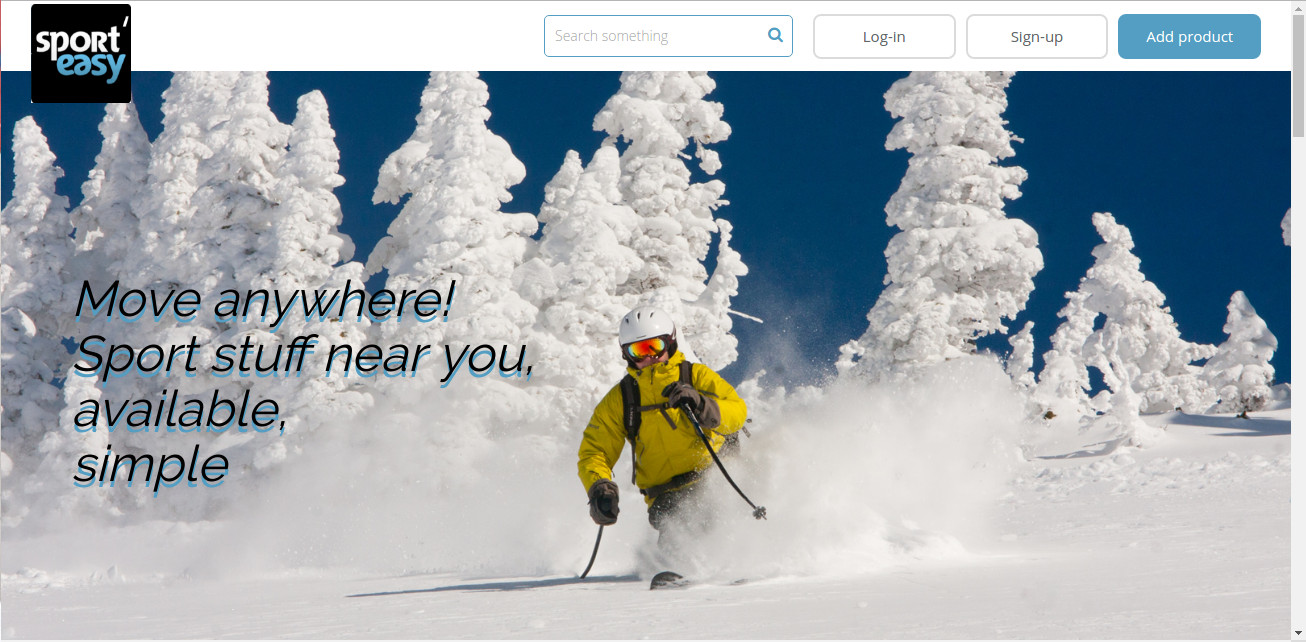 sport'
easy
Search something
Log-in
Sign-up
Add product
Move anywhere!
Sport stuff near you,
available,
simple